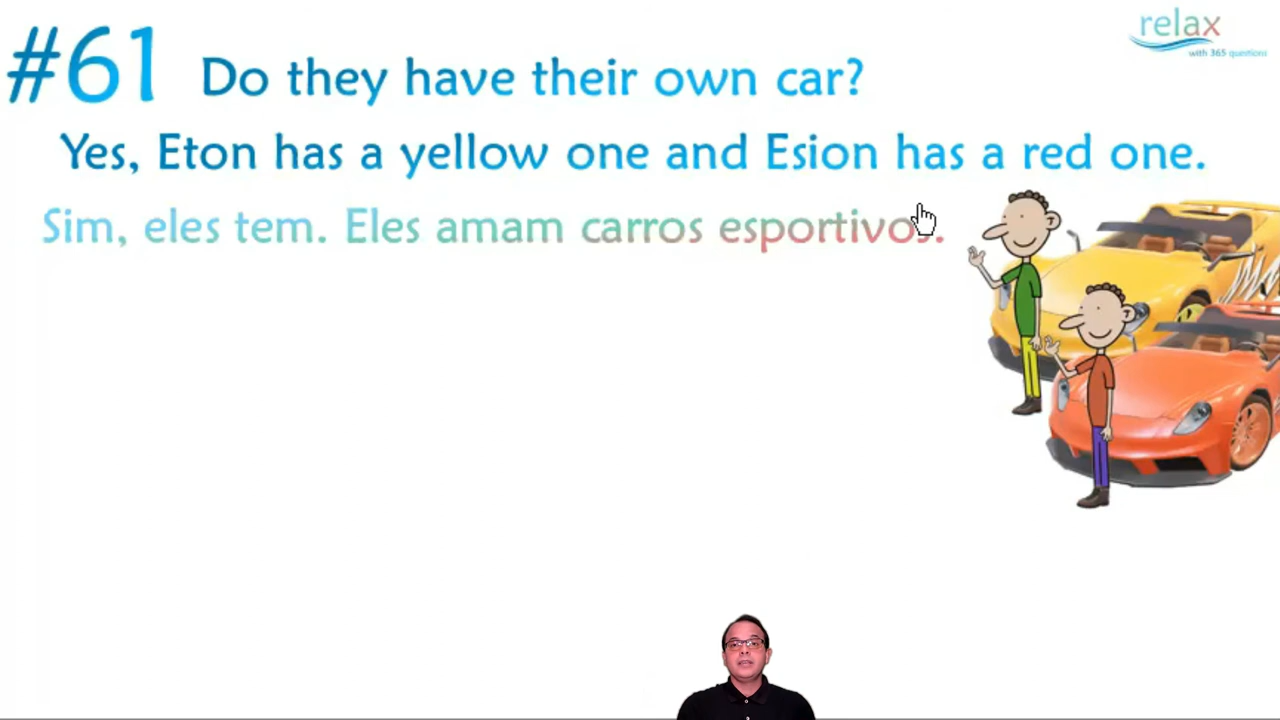 relax
with 365 questions
#61 Do they have their own car?
Yes, Eton has a yellow one and Esion has a red one.
Sim, eles tem. Eles amam carros esportivos.